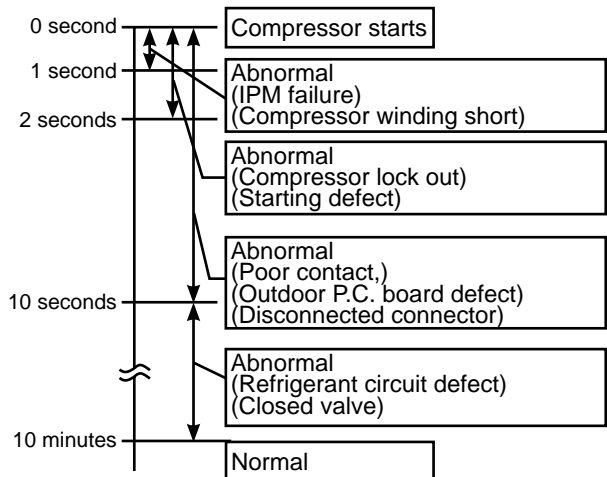 0 second
Compressor starts
1 second
Abnormal
(IPM failure)
(Compressor winding short)
2 seconds
Abnormal
(Compressor lock out)
(Starting defect)
Abnormal
(Poor contact,)
(Outdoor P.C. board defect)
(Disconnected connector)
10 seconds
Abnormal
(Refrigerant circuit defect)
(Closed valve)
10 minutes
Normal